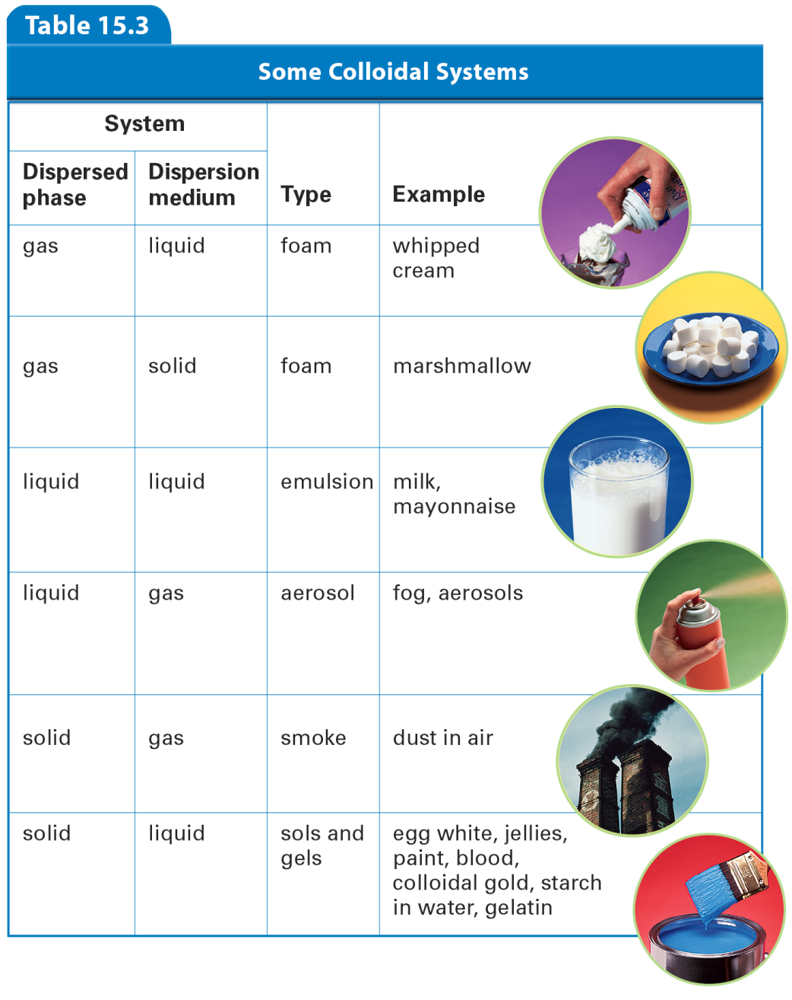 Table 15.3
Some Colloidal Systems
System
Dispersed phase
Dispersion medium
Type
Example
gas liquid foam whipped
cream
gas solid foam marshmallow
liquid liquid emulsion milk,
mayonnaise
liquid gas aerosol fog, aerosols
solid gas smoke dust in air
solid liquid sols and gels egg white, jellies,
paint, blood,
colloidal gold, starch
in water, gelatin